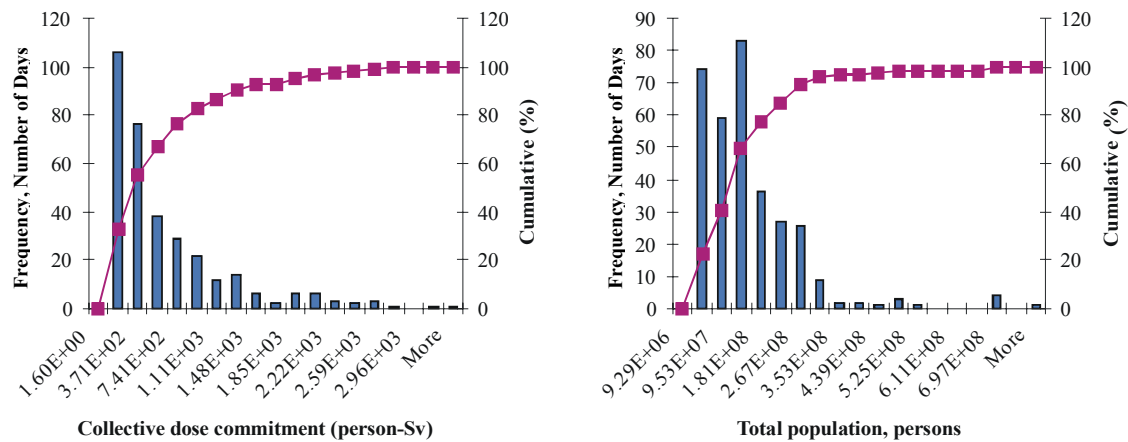 120
100
80
60
40
20
0
Frequency, Number of Days
120
100
80
60
40
20
0
Cumulative (%)
1.60E+00
3.71E+02
7.41E+02
1.11E+03
1.48E+03
1.85E+03
2.22E+03
2.59E+03
2.96E+03
More
Collective dose commitment (person-Sv)
90
80
70
60
50
40
30
20
10
0
Frequency, Number of Days
120
100
80
60
40
20
0
Cumulative (%)
9.29E+06
9.53E+07
1.81E+08
2.67E+08
3.53E+08
4.39E+08
5.25E+08
6.11E+08
6.97E+08
More
Total population, persons